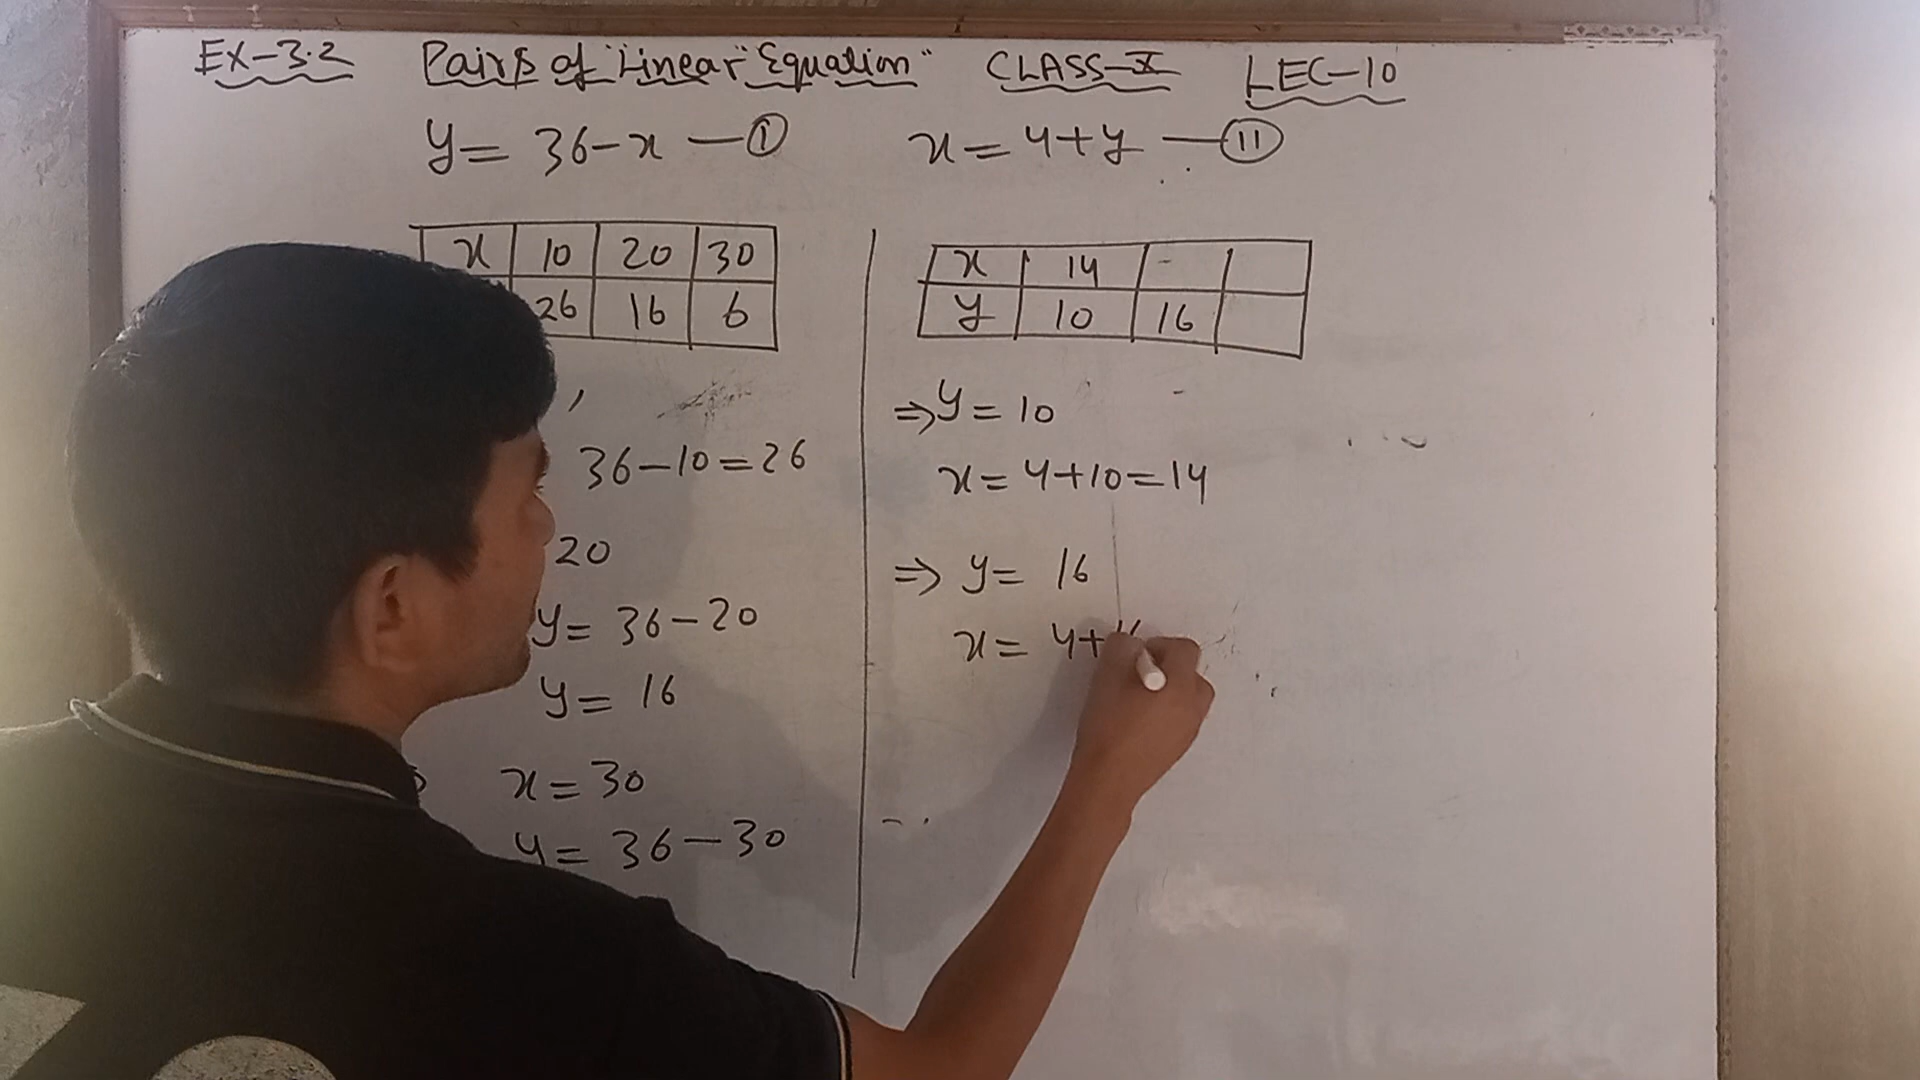 EX-3.2 Pairs of "Linear" Equation" CLASS-X LEC-10
y = 36-x —①
x = 4+y —⑪
x 10 20 30
26 16 6
36-10=26
20
y= 36-20
y= 16
x=30
y= 36-30
x 14 -
y 10 16
⇒ y = 10
x= 4+10=14
⇒ y= 16
x= 4+